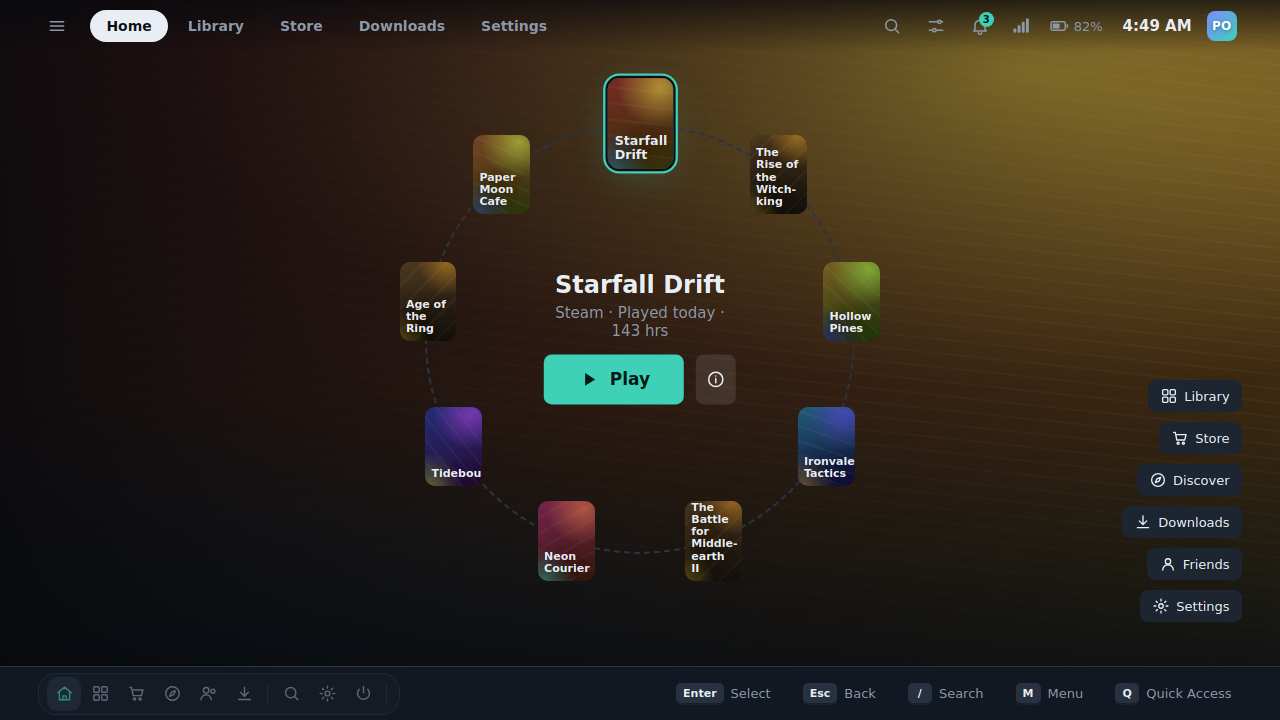 Home
Library
Store
Downloads
Settings
3
82%
4:49 AM
PO
Starfall
Drift
Paper
Moon
Cafe
The
Rise of
the
Witch-
king
Age of
the
Ring
Hollow
Pines
Starfall Drift
Steam · Played today ·
143 hrs
Play
Tidebou
Ironvale
Tactics
Neon
Courier
The
Battle
for
Middle-
earth
II
Library
Store
Discover
Downloads
Friends
Settings
Enter Select
Esc Back
/ Search
M Menu
Q Quick Access